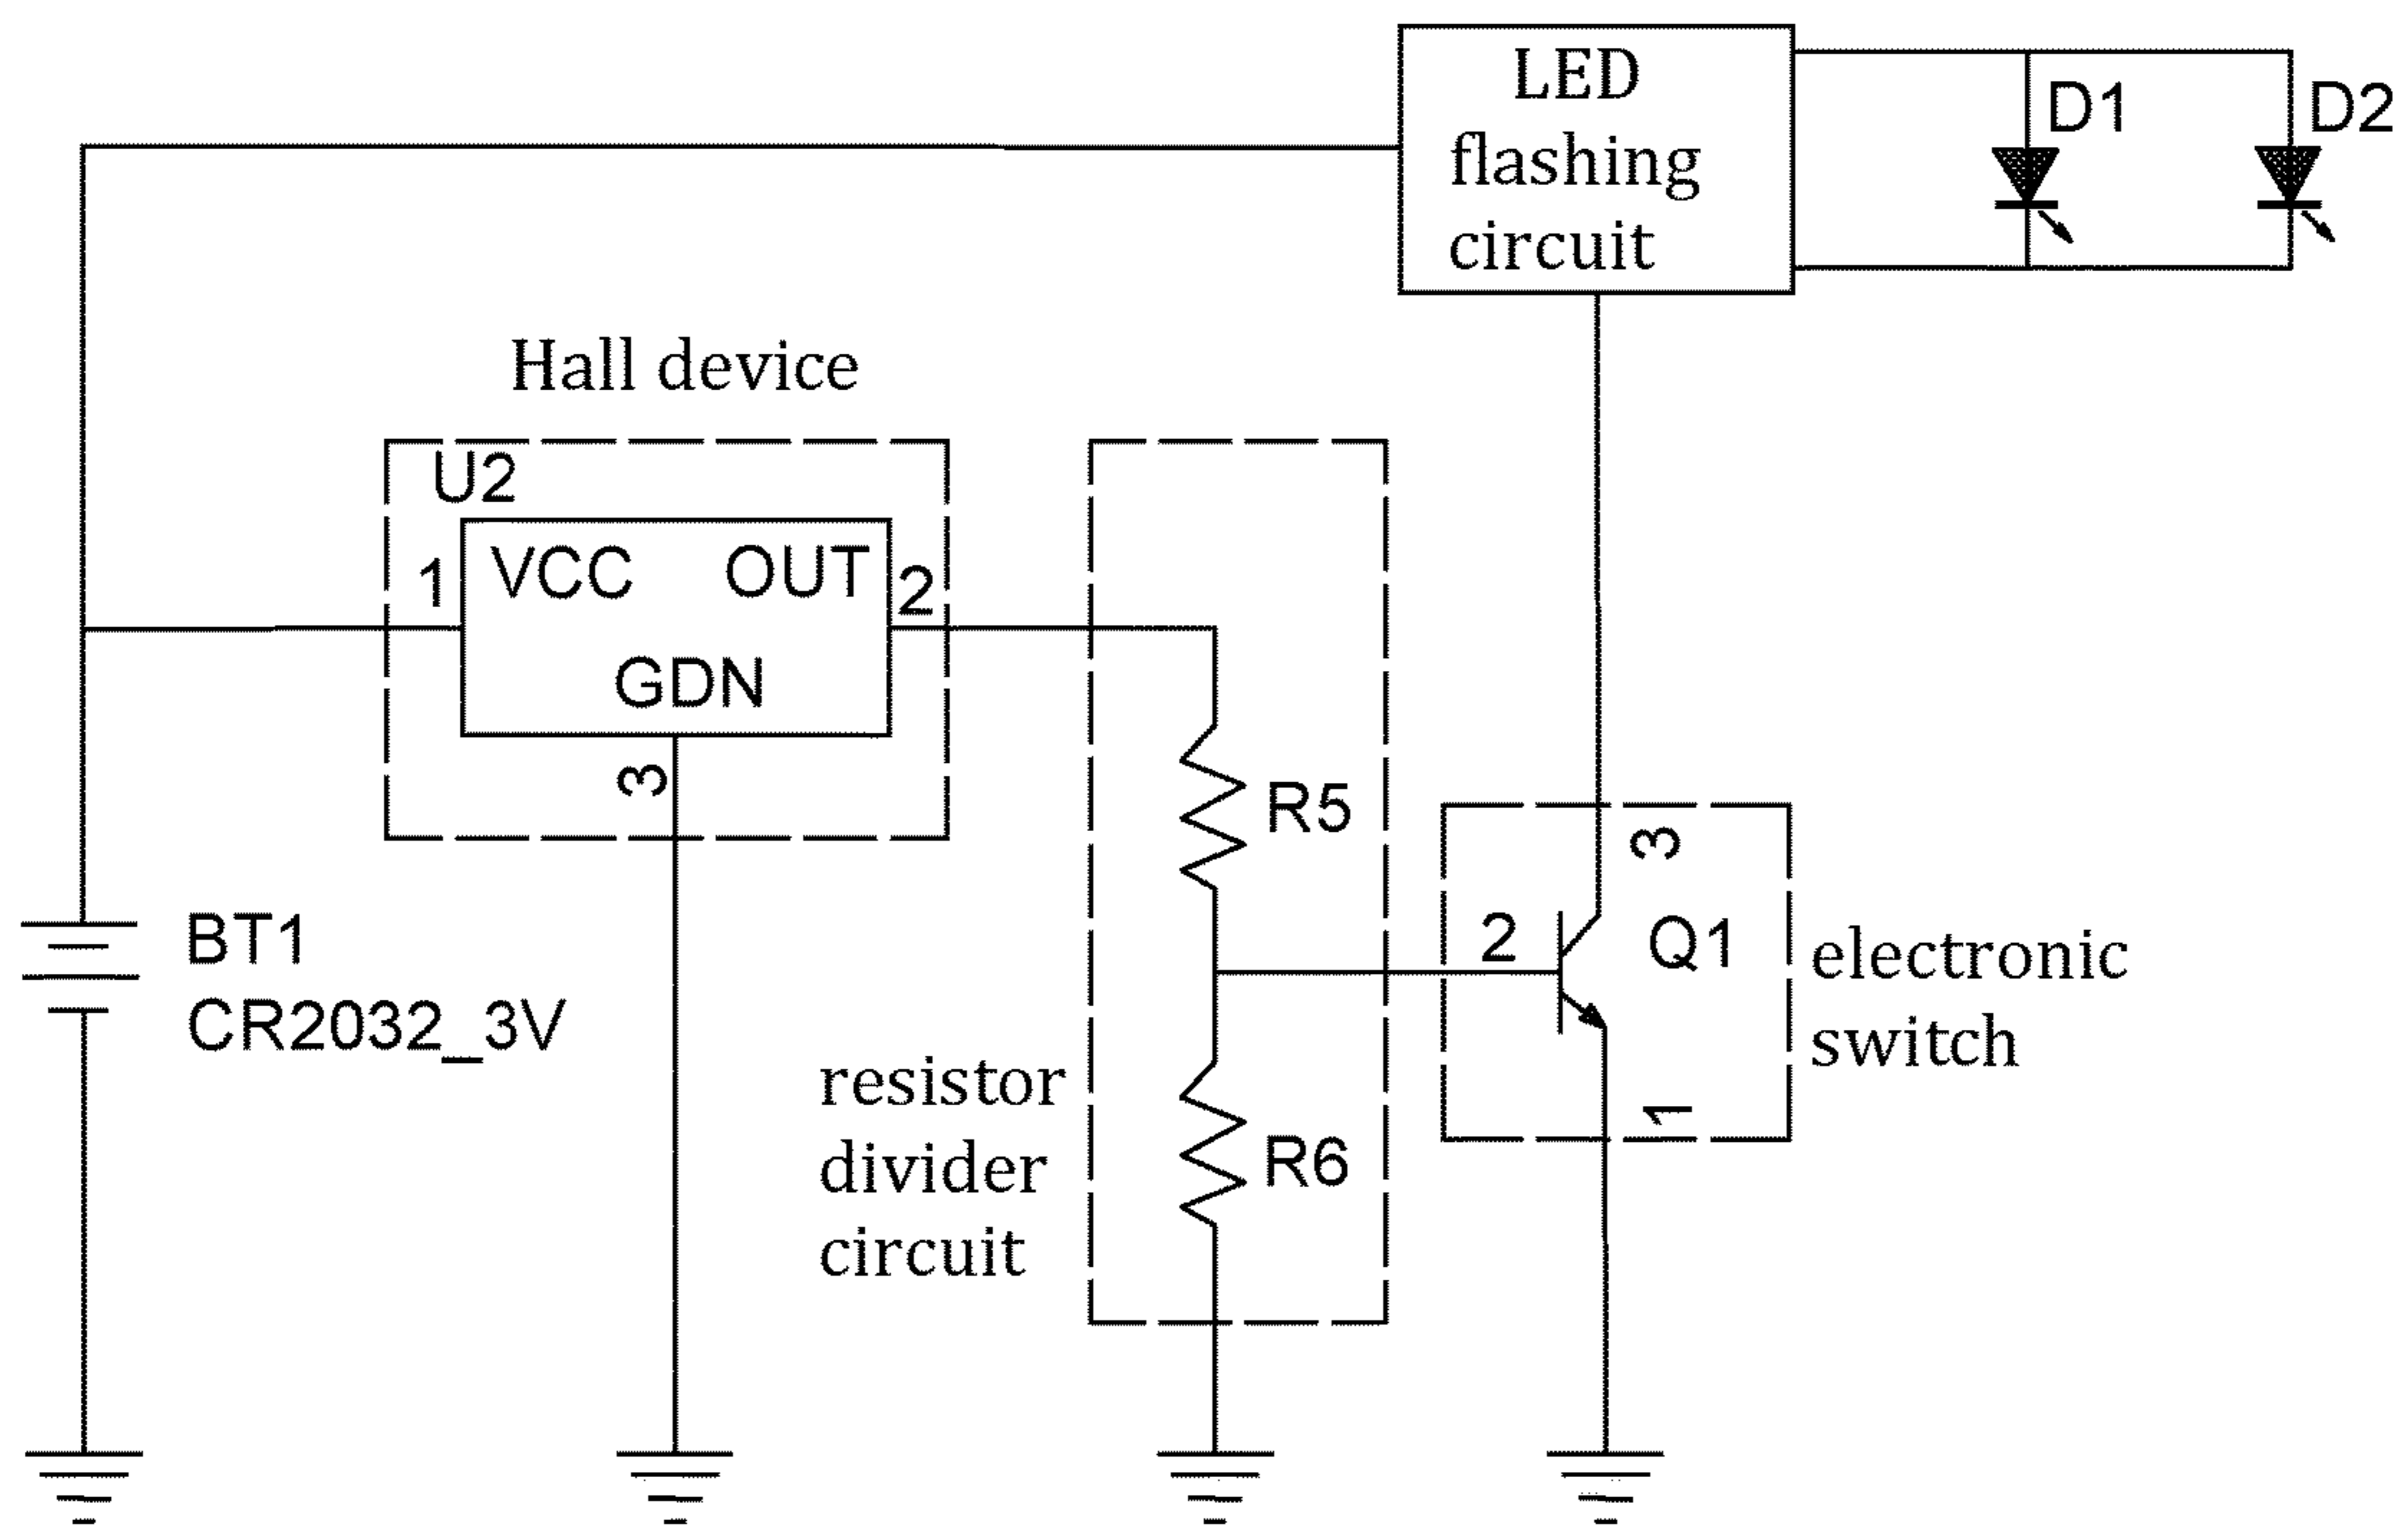 LED
flashing
circuit
D1
D2
Hall device
U2
1
VCC
OUT
2
GDN
3
R5
3
2
Q1
electronic
switch
1
BT1
CR2032_3V
resistor
divider
circuit
R6